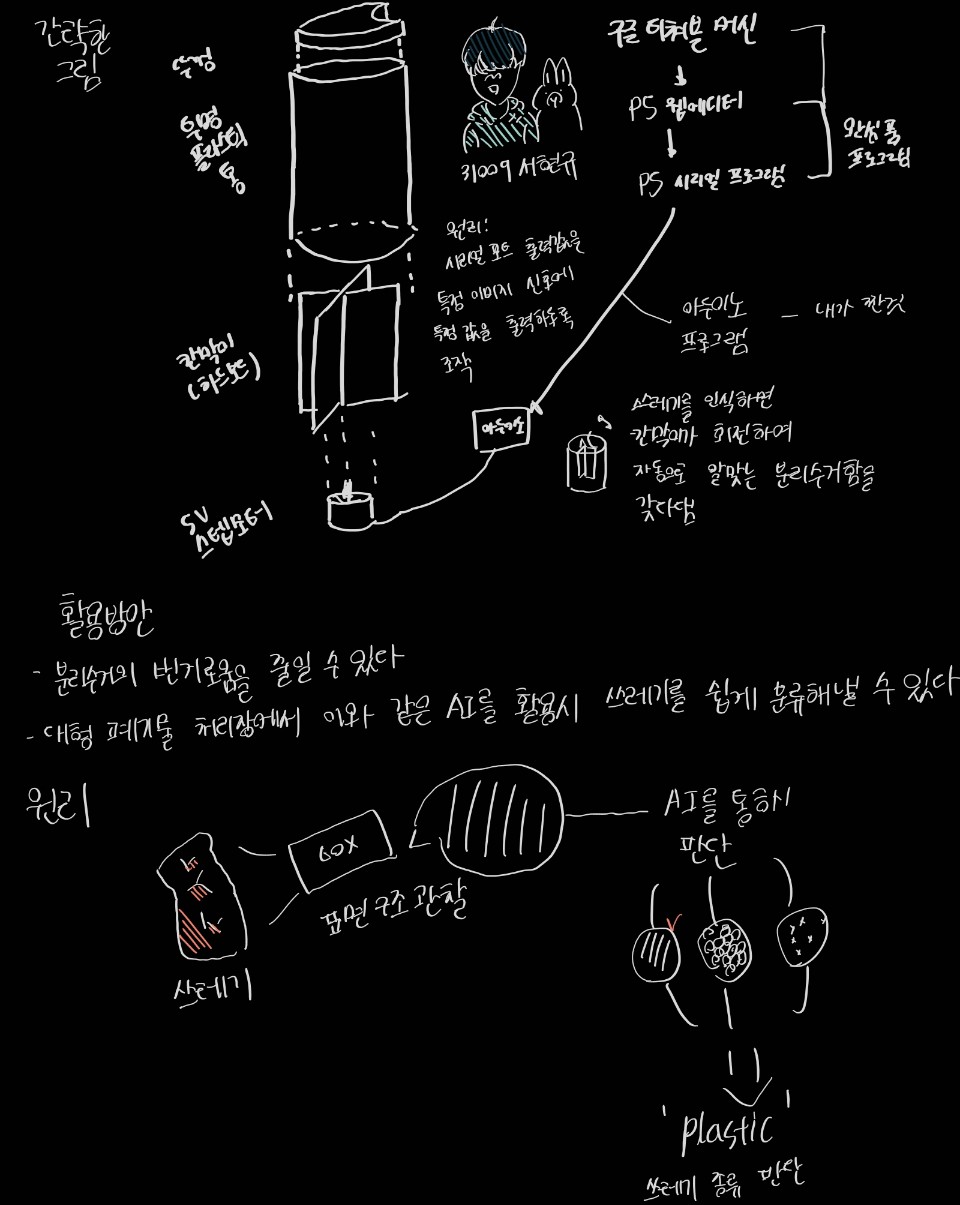 간략한
그림
뚜껑
투명
플라스틱
통
칸막이
(하드보드)
5V
스텝모터
31009 서현규
원리:
시리얼 포트 출력값을
특정 이미지 신호에
특정 값을 출력하도록
조작
구글 티쳐블 머신
P5 웹에디터
P5 시리얼 프로그램
완성품
프로그램
아두이노
프로그램 - 내가 짠것
아두이노
쓰레기를 인식하면
칸막이가 회전하여
자동으로 알맞는 분리수거함을
갖다댐
활용방안
- 분리수거의 번거로움을 줄일 수 있다
- 대형 폐기물 처리장에서 이와 같은 AI를 활용시 쓰레기를 쉽게 분류해낼 수 있다
원리
쓰레기
60X
표면 구조 관찰
AI를 통해서
판단
'plastic'
쓰레기 종류 판단